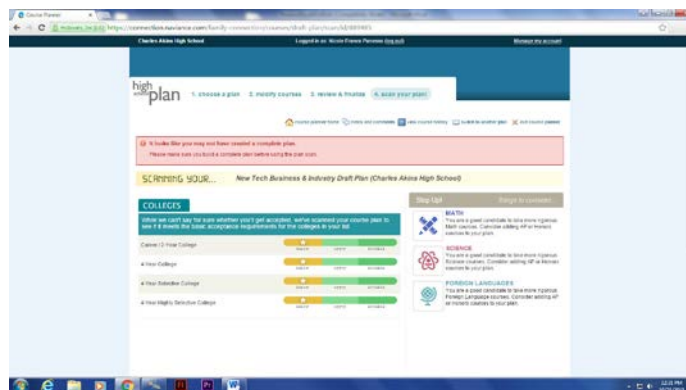 Course Planner
https://connection.naviance.com/family-connection/courses/draft-plan/scan/id/
Charles Akins High School
(log out)
Manage my account
high school plan
1. choose a plan 2. modify courses 3. review & finalize 4. scan your plan!
course planner home
It looks like you may not have created a complete plan.
Please make sure you build a complete plan before using the plan scan.
SCANNING YOUR... New Tech Business & Industry Draft Plan (Charles Akins High School)
COLLEGES
While we can't say for sure whether you'll get accepted, we've scanned your course plan to
see if it meets the basic acceptance requirements for the colleges in your list
4-Year College
4-Year Selective College
4-Year Highly Selective College
Step Up!
MATH
You are a good candidate to take more rigorous
Math courses. Consider adding AP or Honors
courses to your plan.
SCIENCE
You are a good candidate to take more rigorous
Science courses. Consider adding AP or Honors
courses to your plan.
FOREIGN LANGUAGES
You are a good candidate to take more rigorous
Foreign Language courses. Consider adding AP
or Honors courses to your plan.